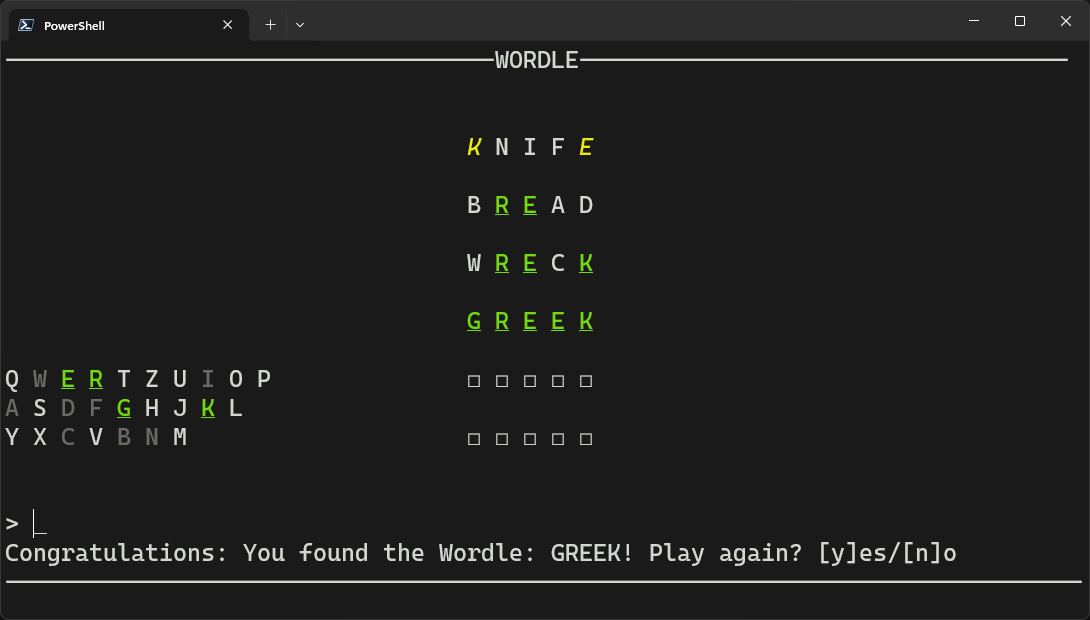 PowerShell
WORDLE
K N I F E
B R E A D
W R E C K
G R E E K
Q W E R T Z U I O P □ □ □ □ □
A S D F G H J K L
Y X C V B N M □ □ □ □ □
>
Congratulations: You found the Wordle: GREEK! Play again? [y]es/[n]o